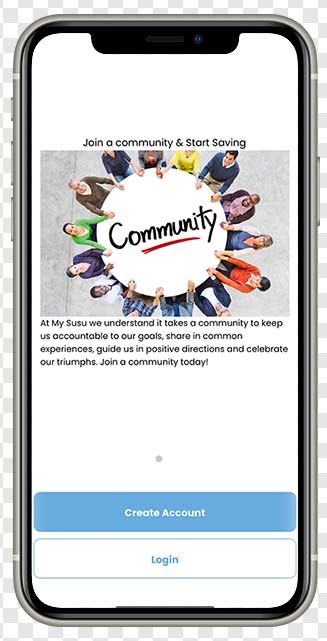 Join a community & Start Saving
Community
At My Susu we understand it takes a community to keep
us accountable to our goals, share in common
experiences, guide us in positive directions and celebrate
our triumphs. Join a community today!
Create Account
Login